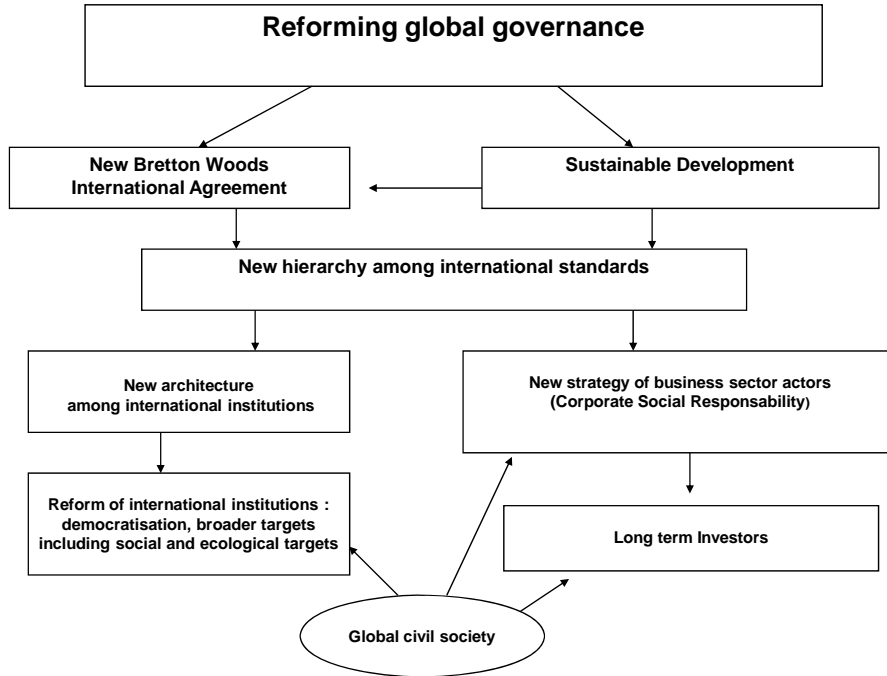 Reforming global governance
New Bretton Woods
International Agreement
Sustainable Development
New hierarchy among international standards
New architecture
among international institutions
New strategy of business sector actors
(Corporate Social Responsability)
Reform of international institutions :
democratisation, broader targets
including social and ecological targets
Long term Investors
Global civil society